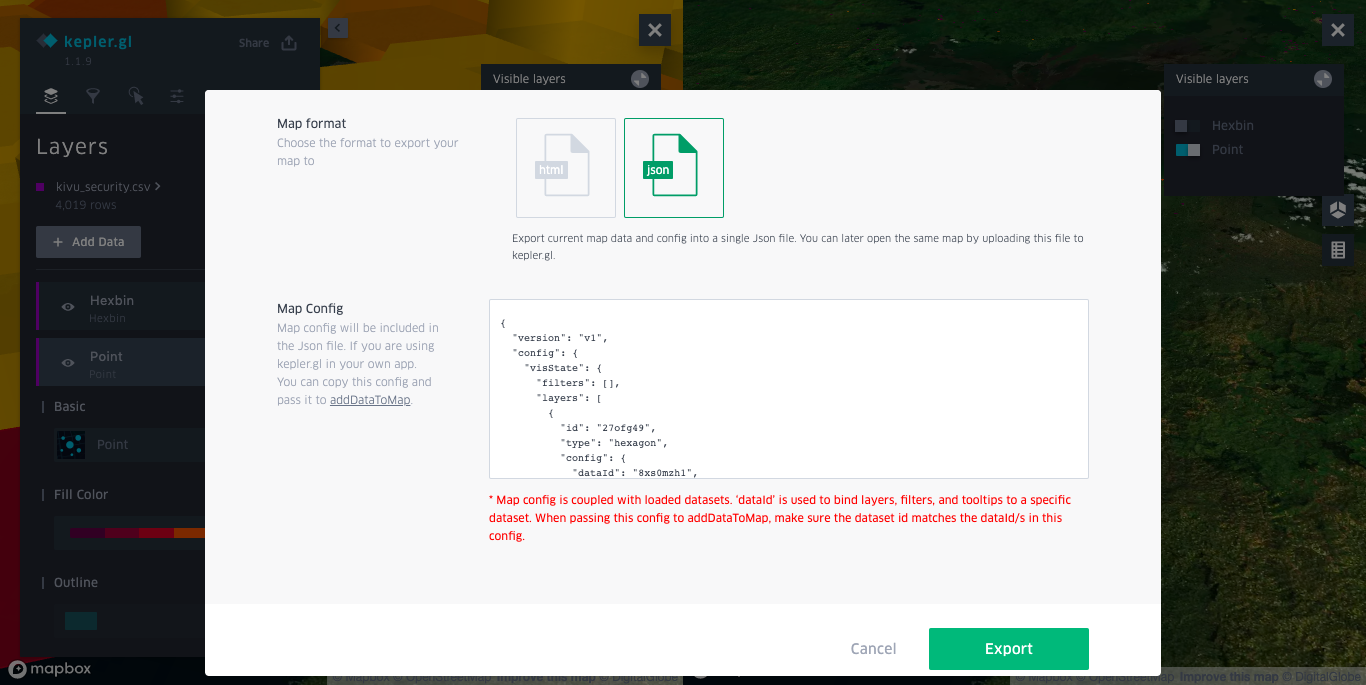 kepler.gl
1.1.9
Share
Visible layers
Visible layers
Hexbin
Point
Layers
kivu_security.csv
4,019 rows
+ Add Data
Hexbin
Hexbin
Point
Point
Basic
Point
Fill Color
Outline
Map format
Choose the format to export your
map to
html
json
Export current map data and config into a single Json file. You can later open the same map by uploading this file to
kepler.gl.
Map Config
Map config will be included in
the Json file. If you are using
kepler.gl in your own app.
You can copy this config and
pass it to addDataToMap.
{
"version": "v1",
"config": {
"visState": {
"filters": [],
"layers": [
{
"id": "27ofg49",
"type": "hexagon",
"config": {
"dataId": "8xs0mzh1",
* Map config is coupled with loaded datasets. 'dataId' is used to bind layers, filters, and tooltips to a specific
dataset. When passing this config to addDataToMap, make sure the dataset id matches the dataId/s in this
config.
Cancel
Export
mapbox
© Mapbox © OpenStreetMap Improve this map © DigitalGlobe
© Mapbox © OpenStreetMap Improve this map © DigitalGlobe